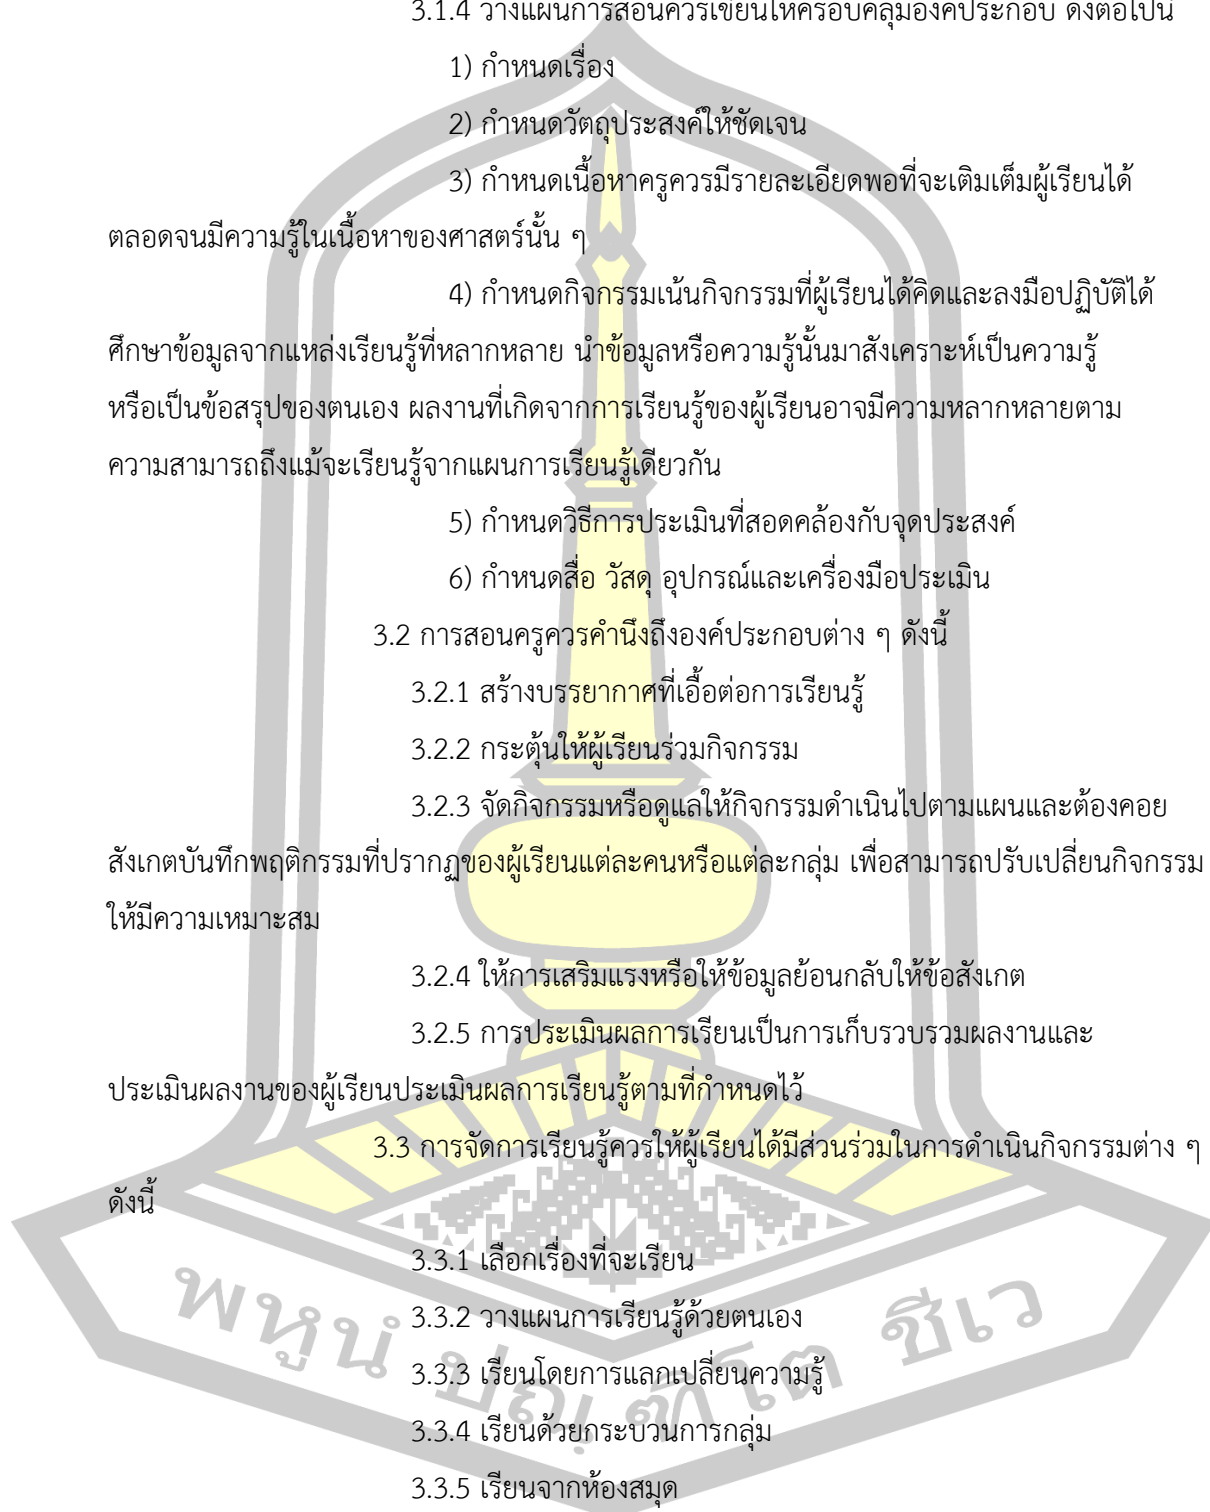 3.1.4 วางแผนการสอนควรเขียนให้ครอบคลุมองค์ประกอบ ดังต่อไปนี้
1) กำหนดเรื่อง
2) กำหนดวัตถุประสงค์ให้ชัดเจน
3) กำหนดเนื้อหาครูควรมีรายละเอียดพอที่จะเติมเต็มผู้เรียนได้
ตลอดจนมีความรู้ในเนื้อหาของศาสตร์นั้น ๆ
4) กำหนดกิจกรรมเน้นกิจกรรมที่ผู้เรียนได้คิดและลงมือปฏิบัติได้
ศึกษาข้อมูลจากแหล่งเรียนรู้ที่หลากหลาย นำข้อมูลหรือความรู้นั้นมาสังเคราะห์เป็นความรู้
หรือเป็นข้อสรุปของตนเอง ผลงานที่เกิดจากการเรียนรู้ของผู้เรียนอาจมีความหลากหลายตาม
ความสามารถถึงแม้จะเรียนรู้จากแผนการเรียนรู้เดียวกัน
5) กำหนดวิธีการประเมินที่สอดคล้องกับจุดประสงค์
6) กำหนดสื่อ วัสดุ อุปกรณ์และเครื่องมือประเมิน
3.2 การสอนครูควรคำนึงถึงองค์ประกอบต่าง ๆ ดังนี้
3.2.1 สร้างบรรยากาศที่เอื้อต่อการเรียนรู้
3.2.2 กระตุ้นให้ผู้เรียนร่วมกิจกรรม
3.2.3 จัดกิจกรรมหรือดูแลให้กิจกรรมดำเนินไปตามแผนและต้องคอย
สังเกตบันทึกพฤติกรรมที่ปรากฏของผู้เรียนแต่ละคนหรือแต่ละกลุ่ม เพื่อสามารถปรับเปลี่ยนกิจกรรม
ให้มีความเหมาะสม
3.2.4 ให้การเสริมแรงหรือให้ข้อมูลย้อนกลับให้ข้อสังเกต
3.2.5 การประเมินผลการเรียนเป็นการเก็บรวบรวมผลงานและ
ประเมินผลงานของผู้เรียนประเมินผลการเรียนรู้ตามที่กำหนดไว้
3.3 การจัดการเรียนรู้ควรให้ผู้เรียนได้มีส่วนร่วมในการดำเนินกิจกรรมต่าง ๆ
ดังนี้
3.3.1 เลือกเรื่องที่จะเรียน
3.3.2 วางแผนการเรียนรู้ด้วยตนเอง
3.3.3 เรียนโดยการแลกเปลี่ยนความรู้
3.3.4 เรียนด้วยกระบวนการกลุ่ม
3.3.5 เรียนจากห้องสมุด
พหูนํ ปณฺฑิโต ชีเว